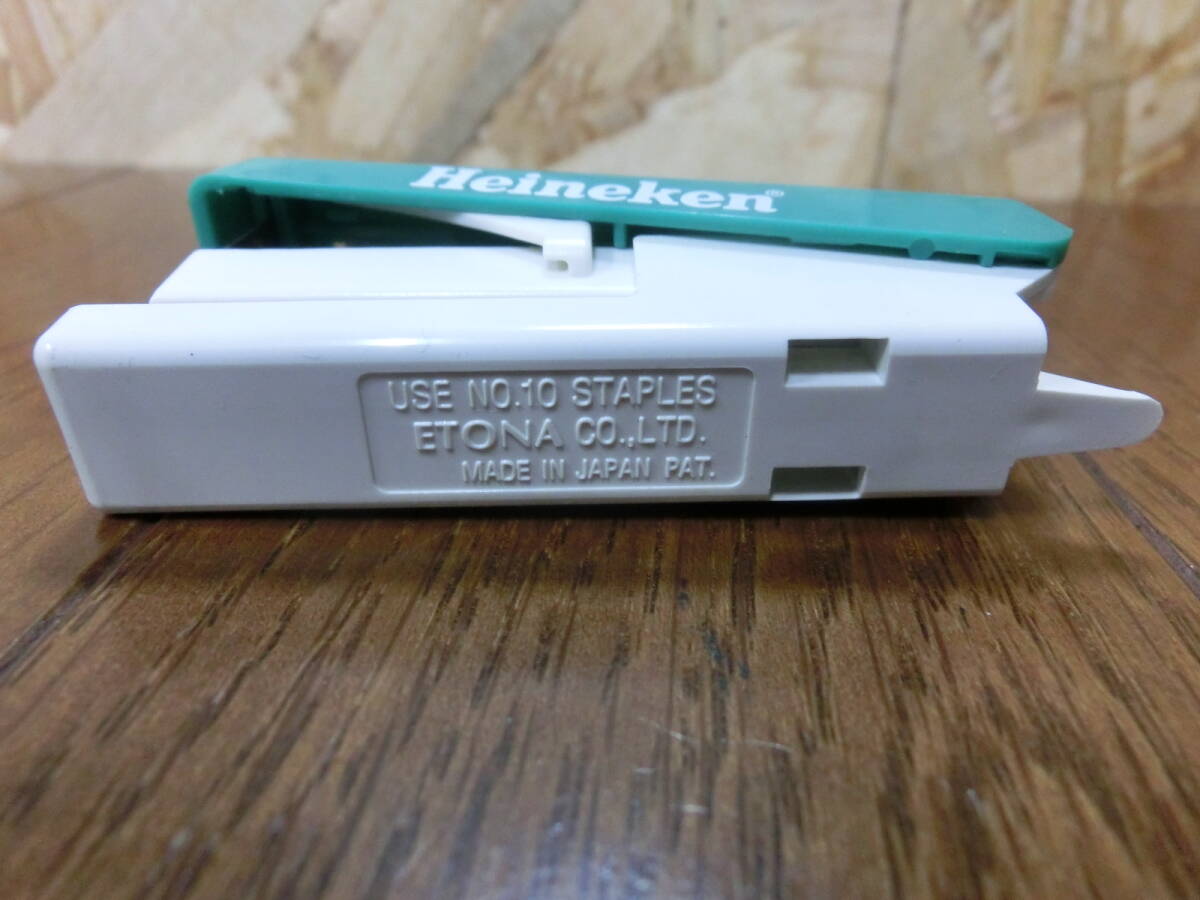 Heineken®
USE NO.10 STAPLES
ETONA CO.,LTD.
MADE IN JAPAN PAT.